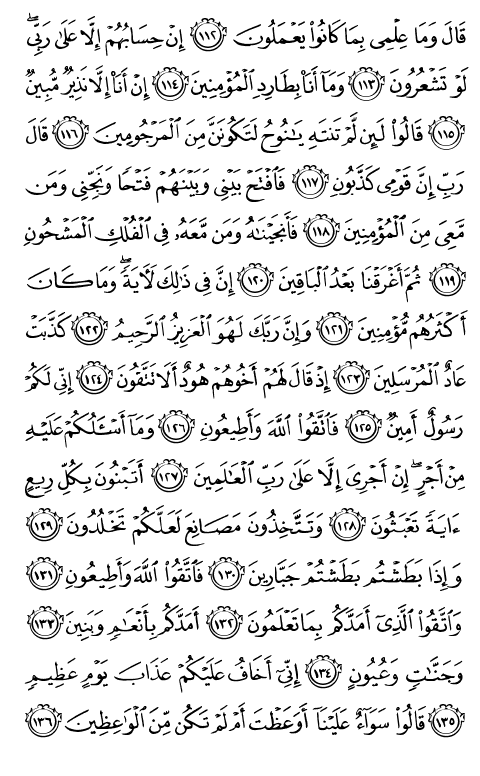 قَالَ وَمَا عِلْمِى بِمَا كَانُوا۟ يَعْمَلُونَ ١١٢ إِنْ حِسَابُهُمْ إِلَّا عَلَىٰ رَبِّى ۖ
لَوْ تَشْعُرُونَ ١١٣ وَمَآ أَنَا۠ بِطَارِدِ ٱلْمُؤْمِنِينَ ١١٤ إِنْ أَنَا۠ إِلَّا نَذِيرٌ مُّبِينٌ
١١٥ قَالُوا۟ لَئِن لَّمْ تَنتَهِ يَٰنُوحُ لَتَكُونَنَّ مِنَ ٱلْمَرْجُومِينَ ١١٦ قَالَ
رَبِّ إِنَّ قَوْمِى كَذَّبُونِ ١١٧ فَٱفْتَحْ بَيْنِى وَبَيْنَهُمْ فَتْحًا وَنَجِّنِى وَمَن
مَّعِىَ مِنَ ٱلْمُؤْمِنِينَ ١١٨ فَأَنجَيْنَٰهُ وَمَن مَّعَهُۥ فِى ٱلْفُلْكِ ٱلْمَشْحُونِ
١١٩ ثُمَّ أَغْرَقْنَا بَعْدُ ٱلْبَاقِينَ ١٢٠ إِنَّ فِى ذَٰلِكَ لَءَايَةً ۖ وَمَا كَانَ
أَكْثَرُهُم مُّؤْمِنِينَ ١٢١ وَإِنَّ رَبَّكَ لَهُوَ ٱلْعَزِيزُ ٱلرَّحِيمُ ١٢٢ كَذَّبَتْ
عَادٌ ٱلْمُرْسَلِينَ ١٢٣ إِذْ قَالَ لَهُمْ أَخُوهُمْ هُودٌ أَلَا تَتَّقُونَ ١٢٤ إِنِّى لَكُمْ
رَسُولٌ أَمِينٌ ١٢٥ فَٱتَّقُوا۟ ٱللَّهَ وَأَطِيعُونِ ١٢٦ وَمَآ أَسْـَٔلُكُمْ عَلَيْهِ
مِنْ أَجْرٍ ۖ إِنْ أَجْرِىَ إِلَّا عَلَىٰ رَبِّ ٱلْعَٰلَمِينَ ١٢٧ أَتَبْنُونَ بِكُلِّ رِيعٍ
ءَايَةً تَعْبَثُونَ ١٢٨ وَتَتَّخِذُونَ مَصَانِعَ لَعَلَّكُمْ تَخْلُدُونَ ١٢٩
وَإِذَا بَطَشْتُم بَطَشْتُمْ جَبَّارِينَ ١٣٠ فَٱتَّقُوا۟ ٱللَّهَ وَأَطِيعُونِ ١٣١
وَٱتَّقُوا۟ ٱلَّذِىٓ أَمَدَّكُم بِمَا تَعْلَمُونَ ١٣٢ أَمَدَّكُم بِأَنْعَٰمٍ وَبَنِينَ ١٣٣
وَجَنَّٰتٍ وَعُيُونٍ ١٣٤ إِنِّىٓ أَخَافُ عَلَيْكُمْ عَذَابَ يَوْمٍ عَظِيمٍ
١٣٥ قَالُوا۟ سَوَآءٌ عَلَيْنَآ أَوَعَظْتَ أَمْ لَمْ تَكُن مِّنَ ٱلْوَٰعِظِينَ ١٣٦